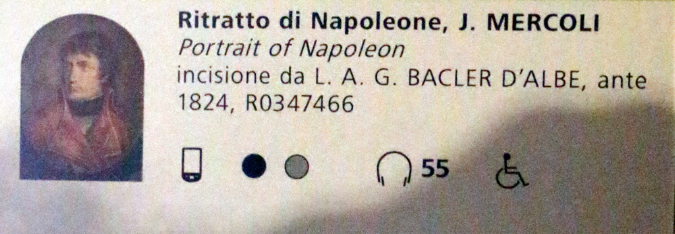 Ritratto di Napoleone, J. MERCOLI
Portrait of Napoleon
incisione da L. A. G. BACLER D'ALBE, ante
1824, R0347466
55